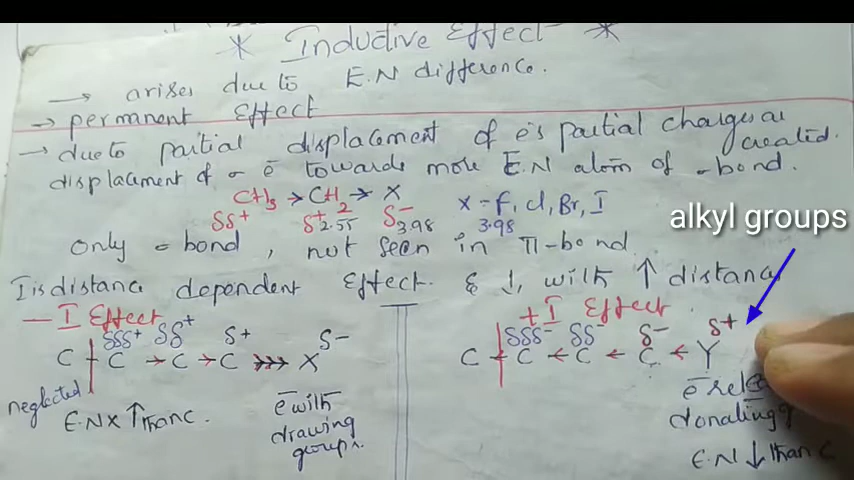 * Inductive Effect *
→ arises due to E.N difference.
→ permanent Effect
→ due to partial displacement of e's partial charges are created.
displacement of σ ē towards more E.N atom of σ bond.
CH3 → CH2 → X
x - F, Cl, Br, I
δδ+ δ+ 2.55 δ- 3.98 3.98
Only σ bond, not seen in π-bond
alkyl groups
I is distance dependent Effect. & ↓ with ↑ distance
- I Effect
+ I Effect
δδδ+ δδ+ δ+ δ-
C + C → C → C >>> X
δδδ- δδ- δ- δ+
C + C ← C ← C ← Y
neglected
E.N X ↑ than C.
ē with
drawing
groups.
ē rele
donating g
E.N ↓ than C